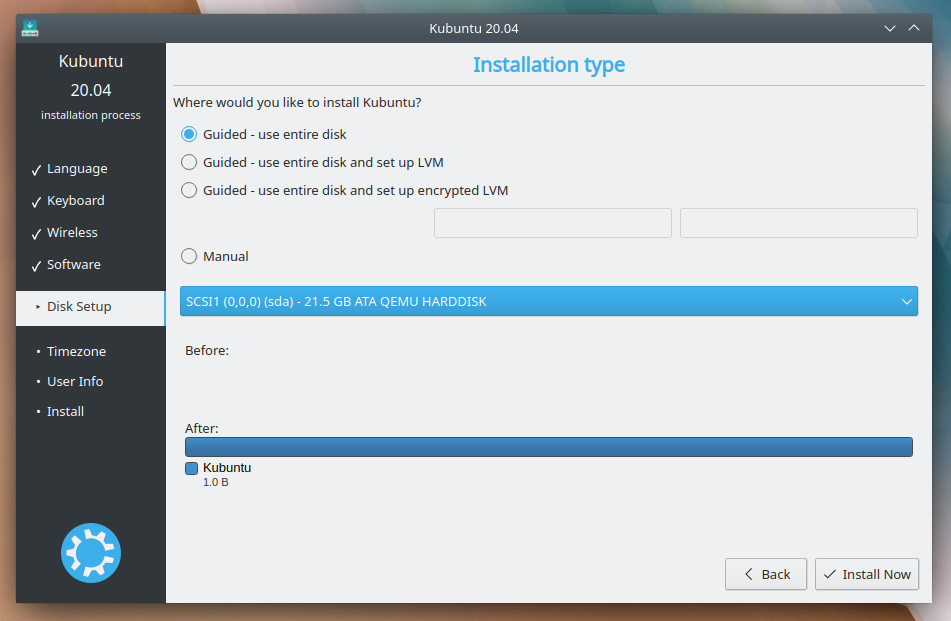 Kubuntu 20.04
Kubuntu
20.04
installation process
Language
Keyboard
Wireless
Software
Disk Setup
Timezone
User Info
Install
Installation type
Where would you like to install Kubuntu?
Guided - use entire disk
Guided - use entire disk and set up LVM
Guided - use entire disk and set up encrypted LVM
Manual
SCSI1 (0,0,0) (sda) - 21.5 GB ATA QEMU HARDDISK
Before:
After:
Kubuntu
1.0 B
Back
Install Now